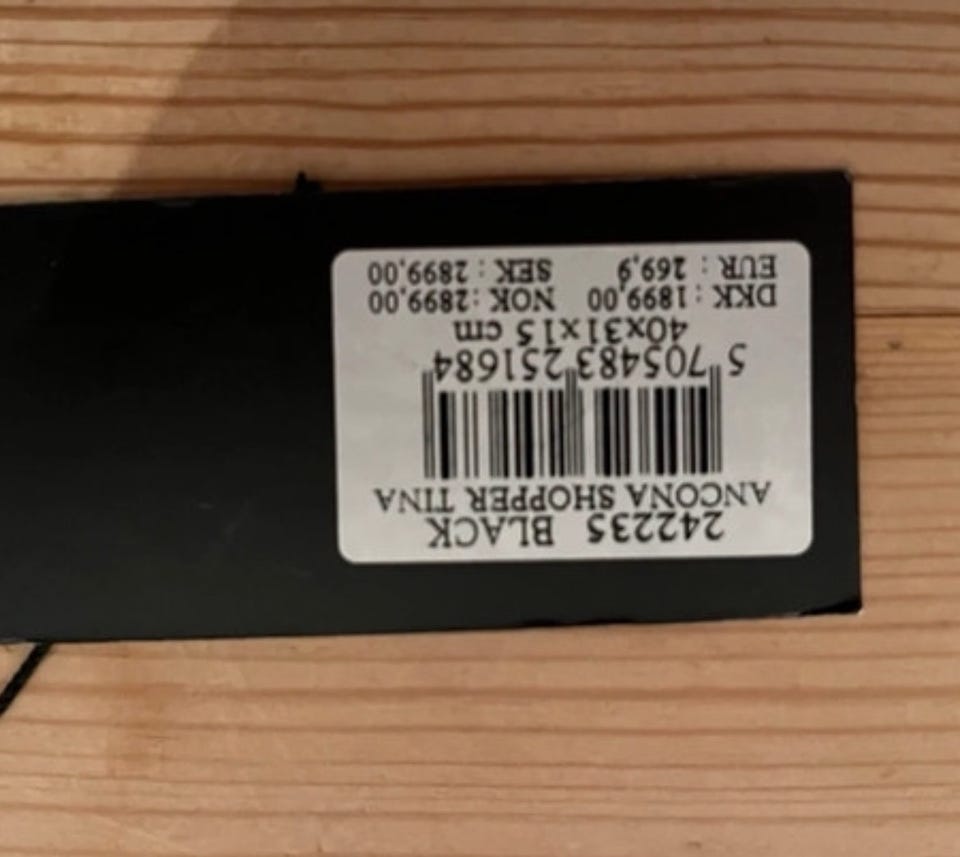 242235 BLACK
ANCONA SHOPPER TINA
5 705483 251684
40x31x15 cm
DKK : 1899,00 NOK : 2899,00
EUR : 269,9 SEK : 2899,00